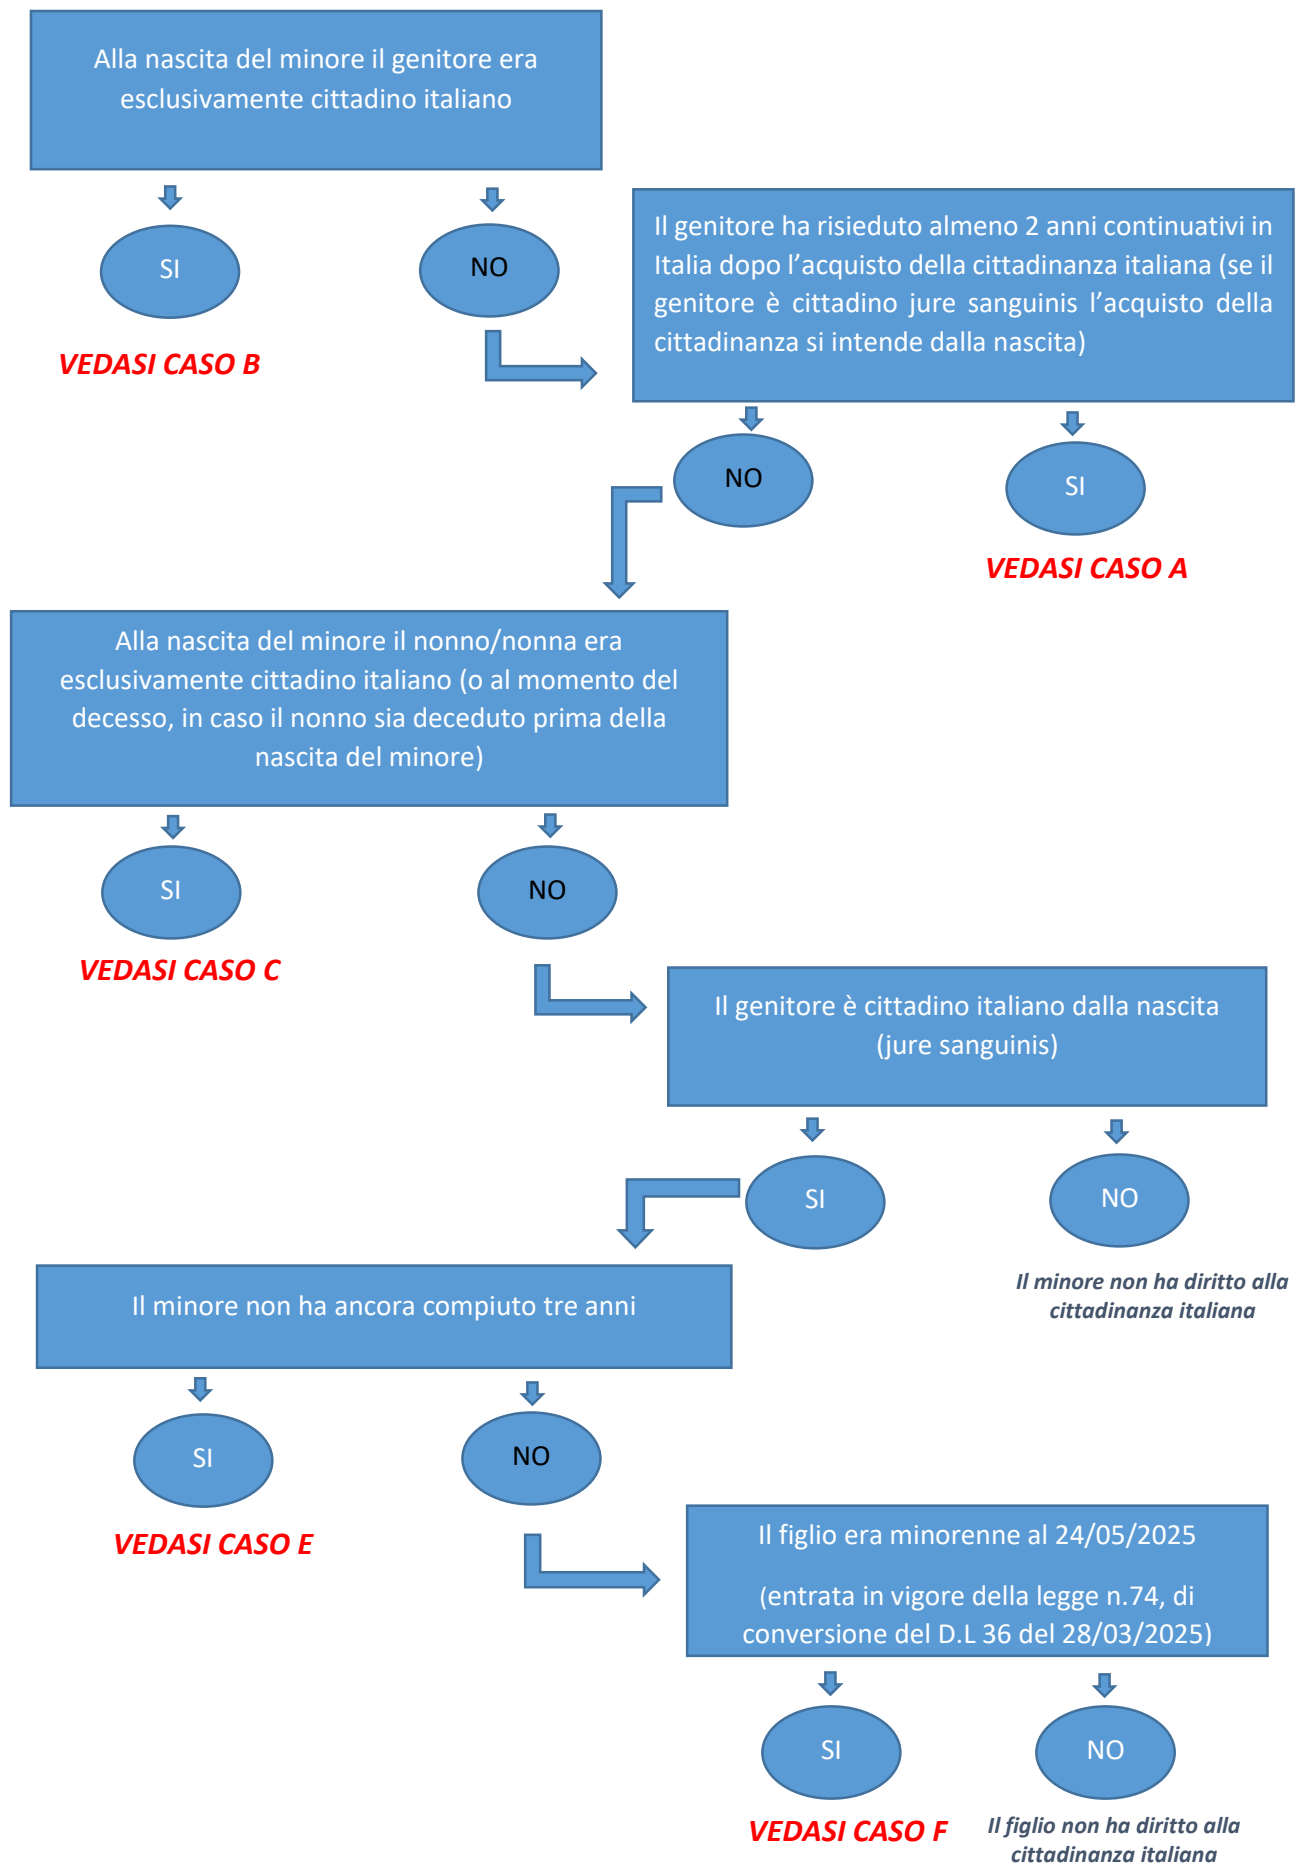 Alla nascita del minore il genitore era
esclusivamente cittadino italiano
SI
NO
VEDASI CASO B
Il genitore ha risieduto almeno 2 anni continuativi in
Italia dopo l’acquisto della cittadinanza italiana (se il
genitore è cittadino jure sanguinis l’acquisto della
cittadinanza si intende dalla nascita)
NO
SI
VEDASI CASO A
Alla nascita del minore il nonno/nonna era
esclusivamente cittadino italiano (o al momento del
decesso, in caso il nonno sia deceduto prima della
nascita del minore)
SI
NO
VEDASI CASO C
Il genitore è cittadino italiano dalla nascita
(jure sanguinis)
SI
NO
Il minore non ha diritto alla
cittadinanza italiana
Il minore non ha ancora compiuto tre anni
SI
NO
VEDASI CASO E
Il figlio era minorenne al 24/05/2025
(entrata in vigore della legge n.74, di
conversione del D.L 36 del 28/03/2025)
SI
NO
VEDASI CASO F
Il figlio non ha diritto alla
cittadinanza italiana